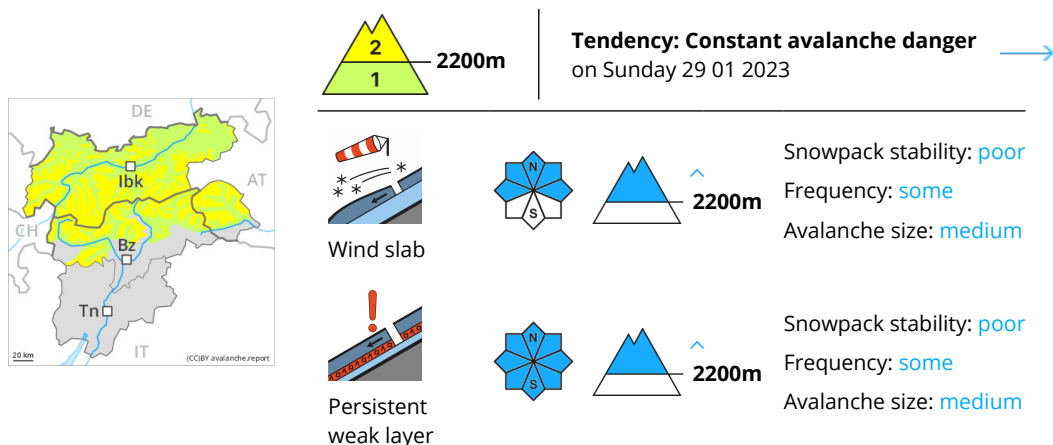 2
1
2200m
Tendency: Constant avalanche danger
on Sunday 29 01 2023
DE
AT
Ibk
CH
Bz
Tn
IT
20 km
(CC)BY avalanche.report
Wind slab
N
S
2200m
Snowpack stability: poor
Frequency: some
Avalanche size: medium
Persistent
weak layer
N
S
2200m
Snowpack stability: poor
Frequency: some
Avalanche size: medium